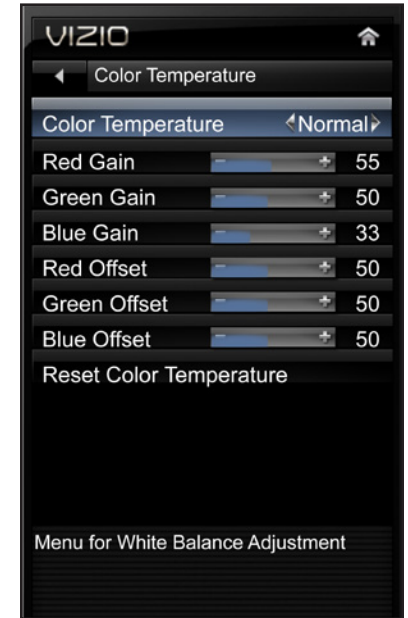 VIZIO
Color Temperature
Color Temperature Normal
Red Gain - + 55
Green Gain - + 50
Blue Gain - + 33
Red Offset - + 50
Green Offset - + 50
Blue Offset - + 50
Reset Color Temperature
Menu for White Balance Adjustment